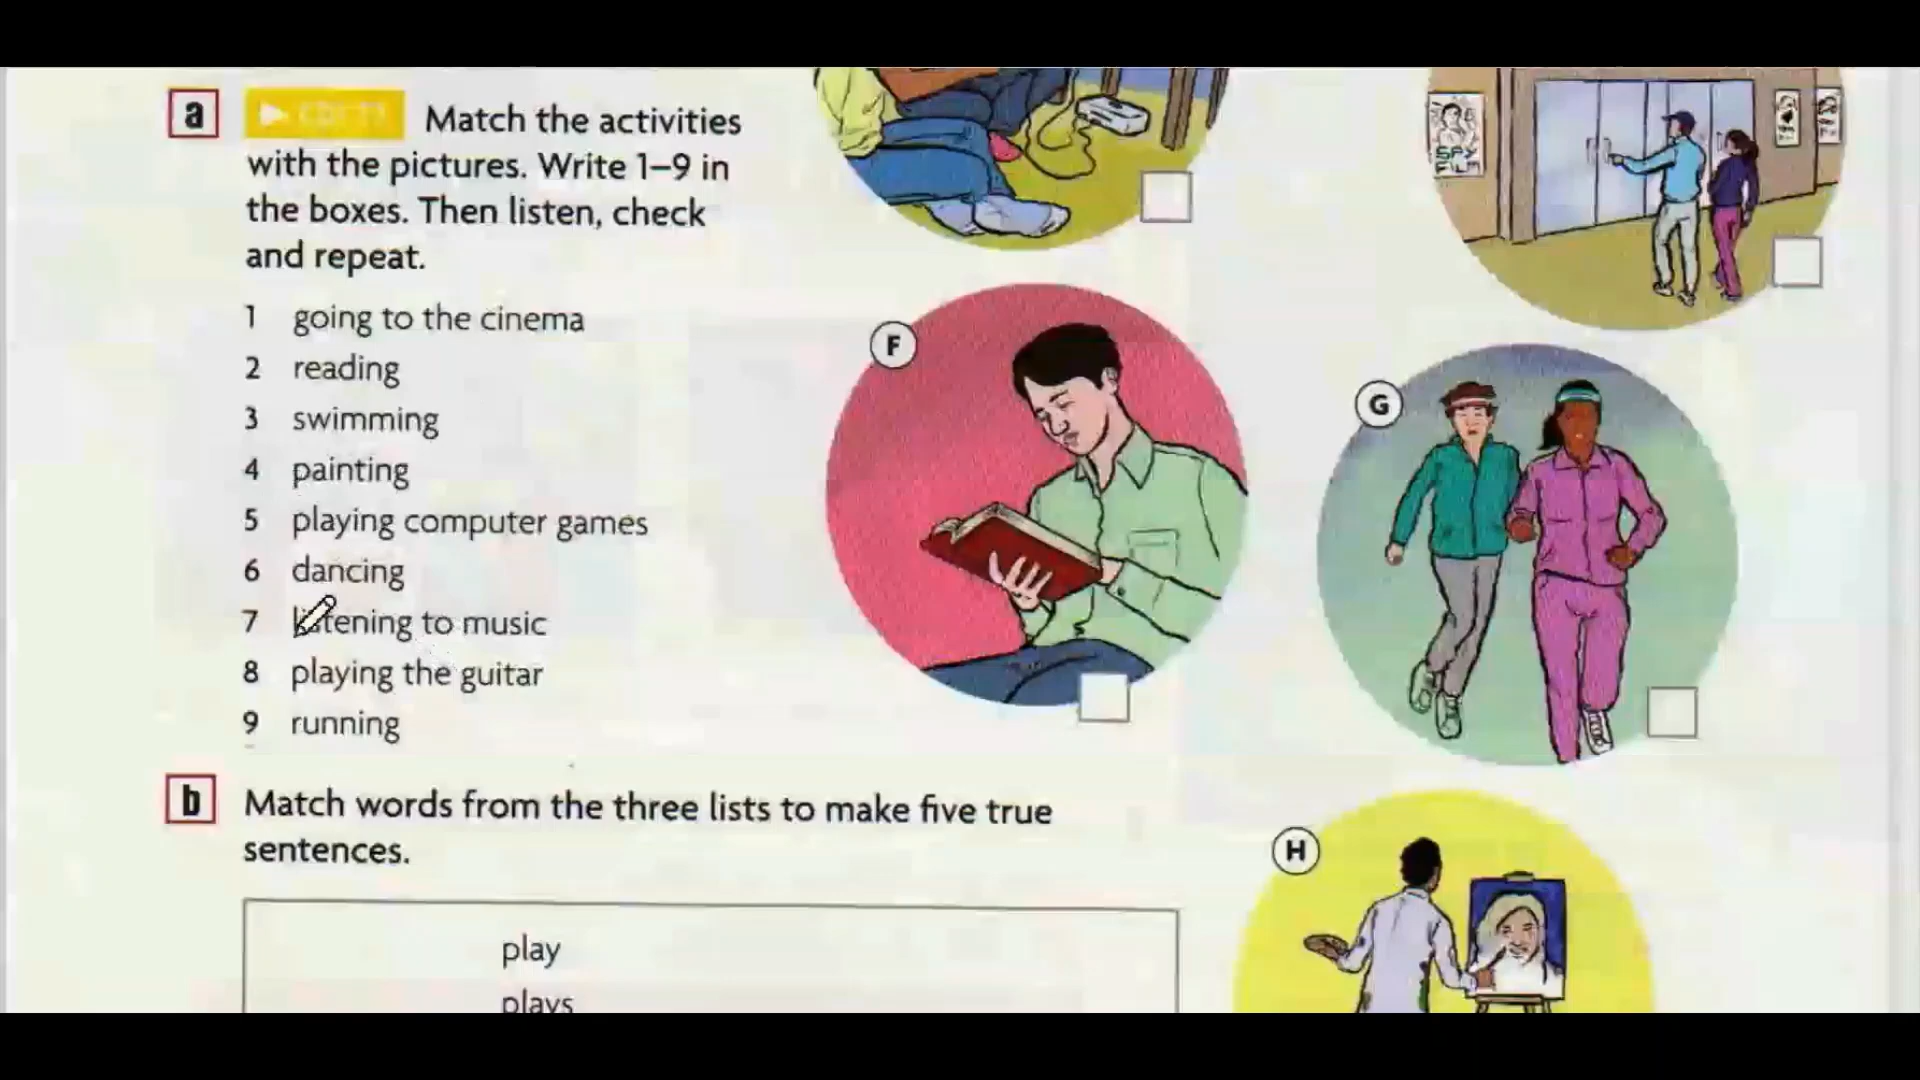 a Match the activities
with the pictures. Write 1–9 in
the boxes. Then listen, check
and repeat.
1 going to the cinema
2 reading
3 swimming
4 painting
5 playing computer games
6 dancing
7 listening to music
8 playing the guitar
9 running
b Match words from the three lists to make five true
sentences.
play
plays
SPY
FILM
F
G
H